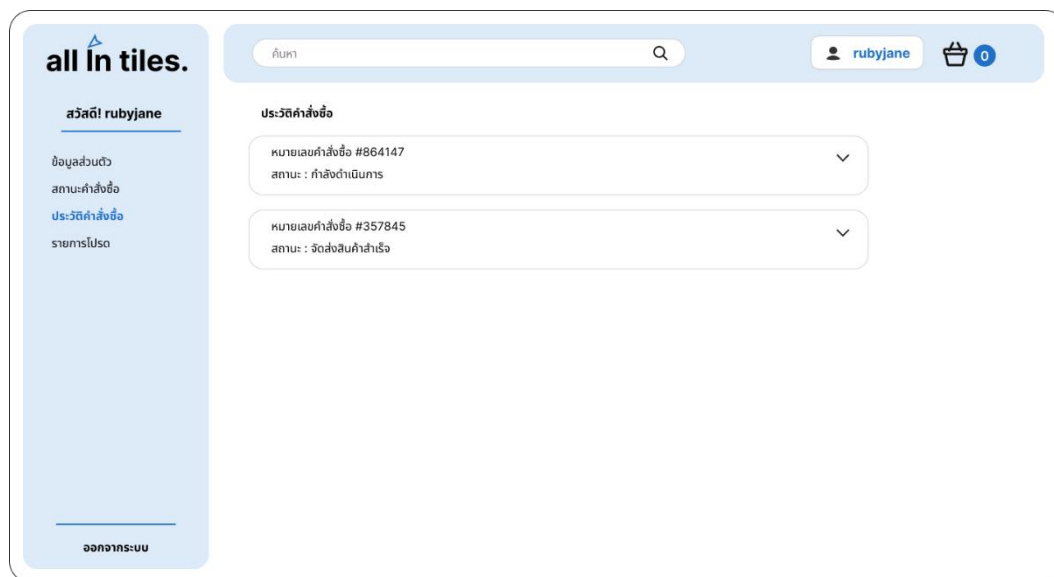 all in tiles.
สวัสดี! rubyjane
ข้อมูลส่วนตัว
สถานะคำสั่งซื้อ
ประวัติคำสั่งซื้อ
รายการโปรด
ออกจากระบบ
ค้นหา
rubyjane
0
ประวัติคำสั่งซื้อ
หมายเลขคำสั่งซื้อ #864147
สถานะ : กำลังดำเนินการ
หมายเลขคำสั่งซื้อ #357845
สถานะ : จัดส่งสินค้าสำเร็จ